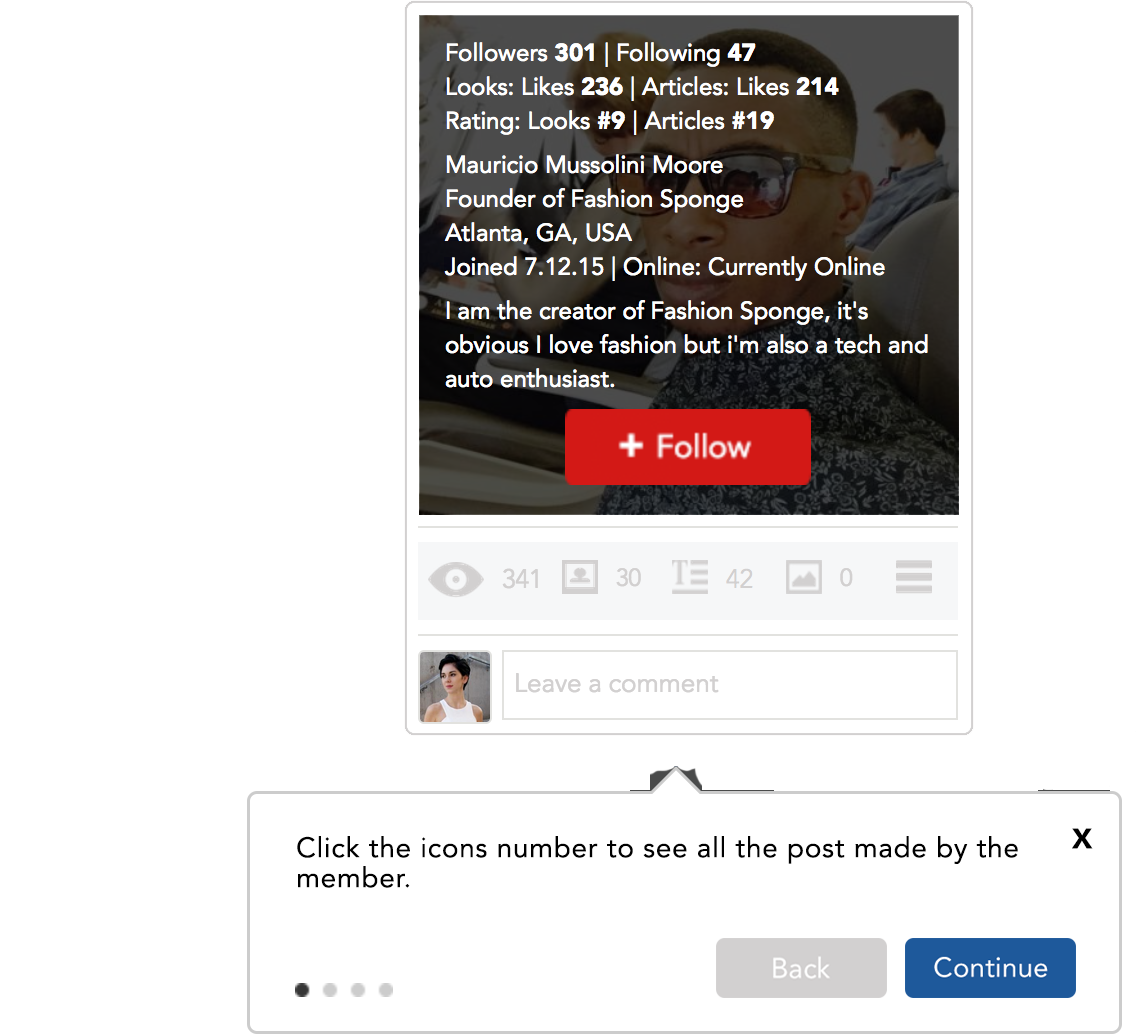 Followers 301 | Following 47
Looks: Likes 236 | Articles: Likes 214
Rating: Looks #9 | Articles #19
Mauricio Mussolini Moore
Founder of Fashion Sponge
Atlanta, GA, USA
Joined 7.12.15 | Online: Currently Online
I am the creator of Fashion Sponge, it's
obvious I love fashion but i'm also a tech and
auto enthusiast.
+ Follow
341 30 T 42 0
Leave a comment
X
Click the icons number to see all the post made by the
member.
Back Continue